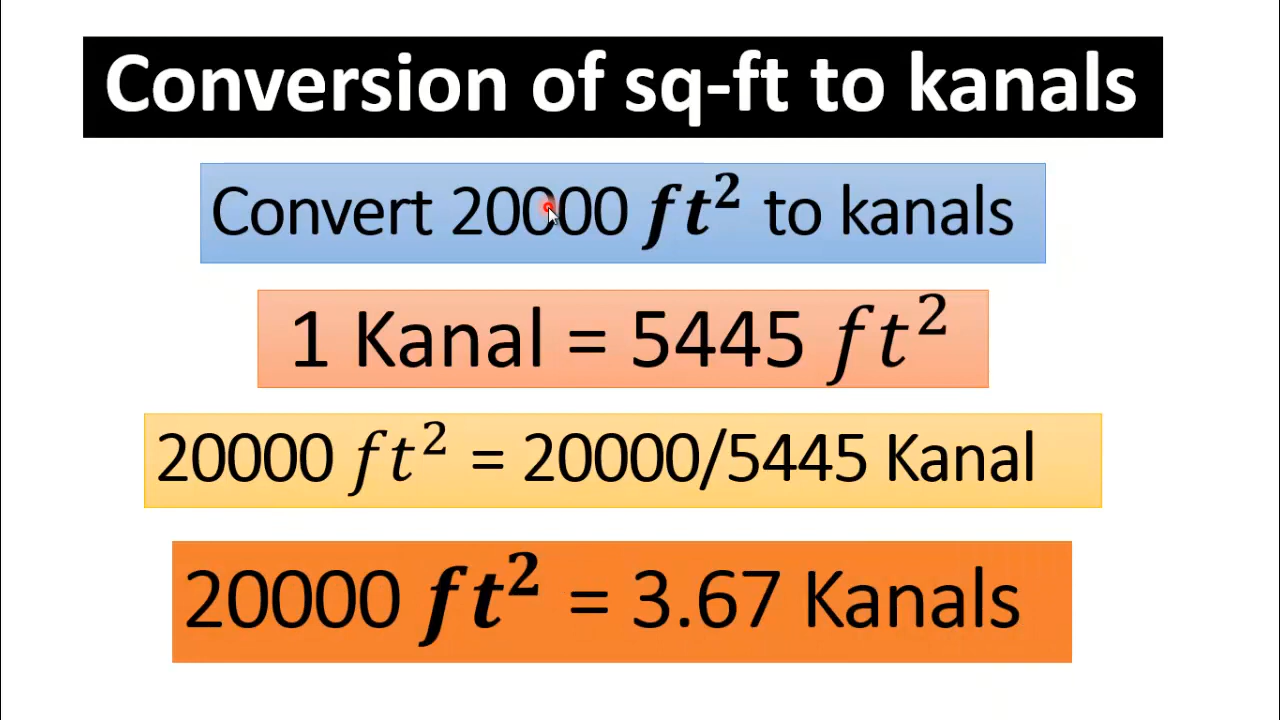 Conversion of sq-ft to kanals
Convert 20000 ft² to kanals
1 Kanal = 5445 ft²
20000 ft² = 20000/5445 Kanal
20000 ft² = 3.67 Kanals